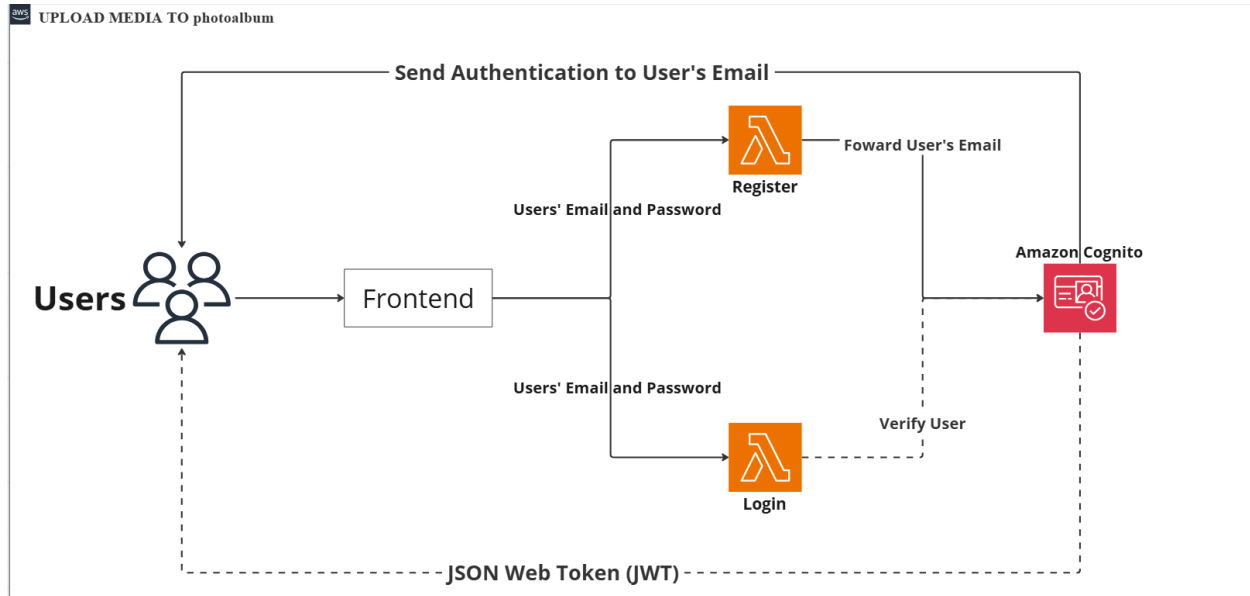 aws
UPLOAD MEDIA TO photoalbum
Send Authentication to User's Email
Foward User's Email
Register
Users' Email and Password
Amazon Cognito
Users
Frontend
Users' Email and Password
Verify User
Login
JSON Web Token (JWT)